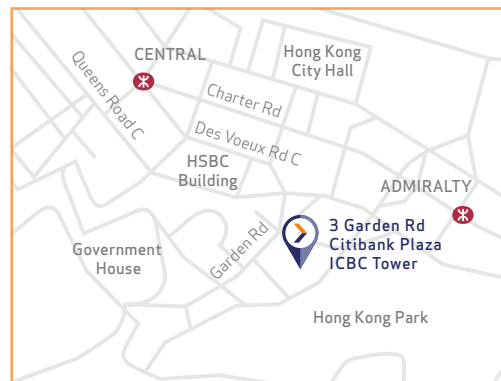 CENTRAL
Hong Kong
City Hall
Queens Road C
Charter Rd
Des Voeux Rd C
HSBC
Building
ADMIRALTY
3 Garden Rd
Citibank Plaza
ICBC Tower
Garden Rd
Government
House
Hong Kong Park